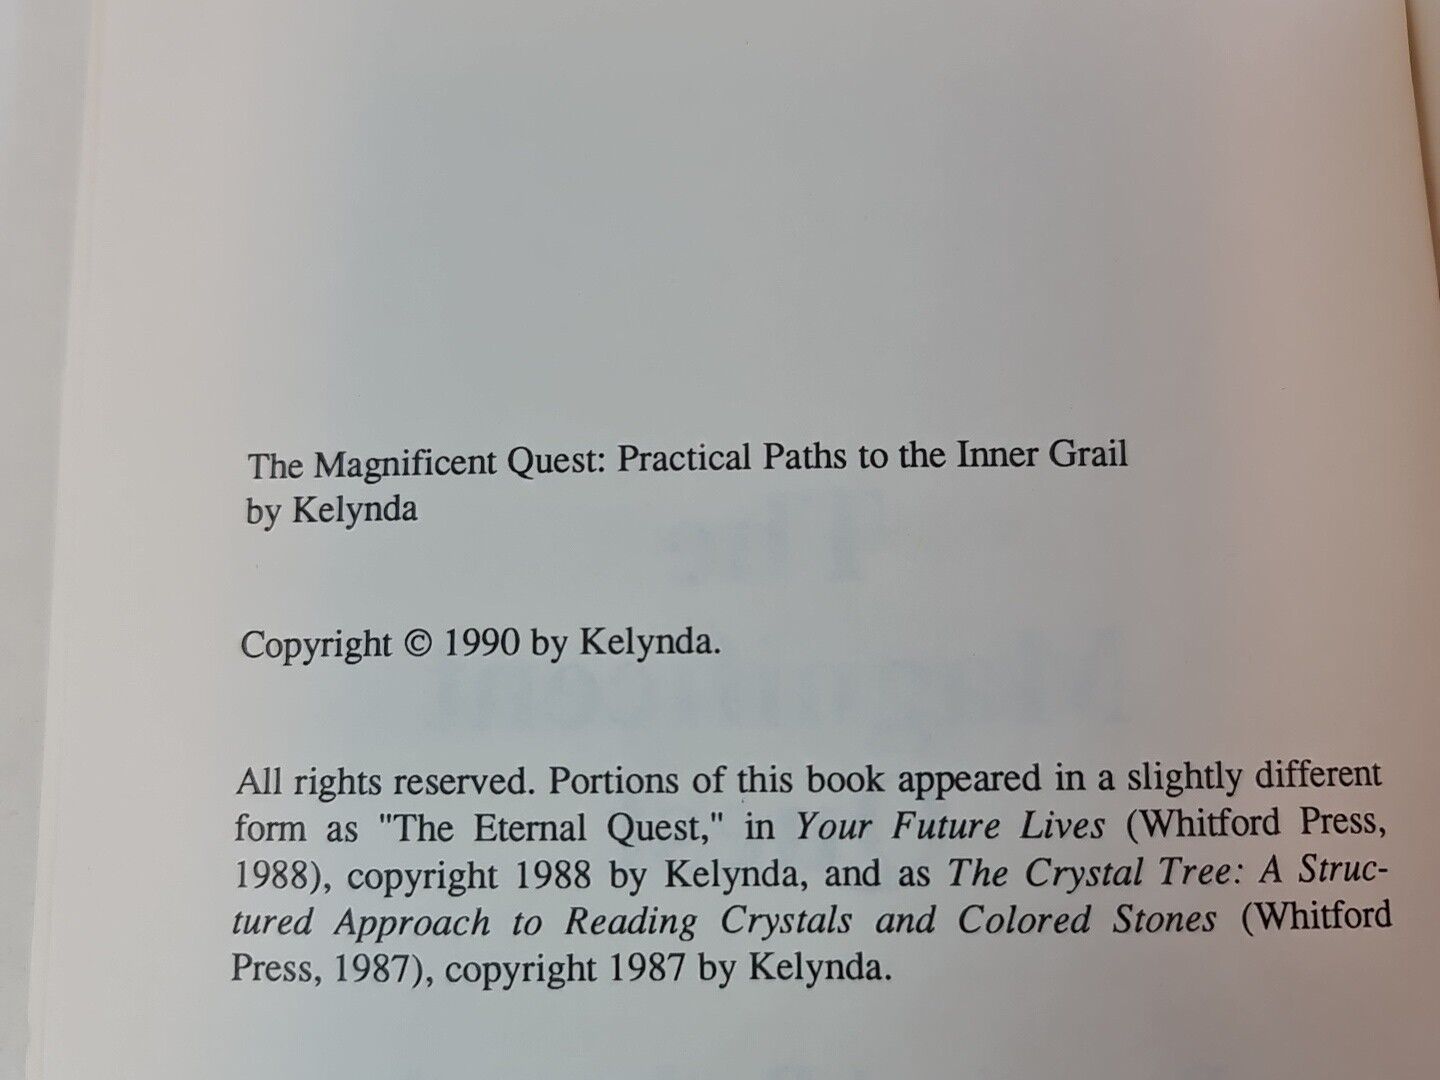 The Magnificent Quest: Practical Paths to the Inner Grail
by Kelynda
Copyright © 1990 by Kelynda.
All rights reserved. Portions of this book appeared in a slightly different
form as "The Eternal Quest," in Your Future Lives (Whitford Press,
1988), copyright 1988 by Kelynda, and as The Crystal Tree: A Struc-
tured Approach to Reading Crystals and Colored Stones (Whitford
Press, 1987), copyright 1987 by Kelynda.